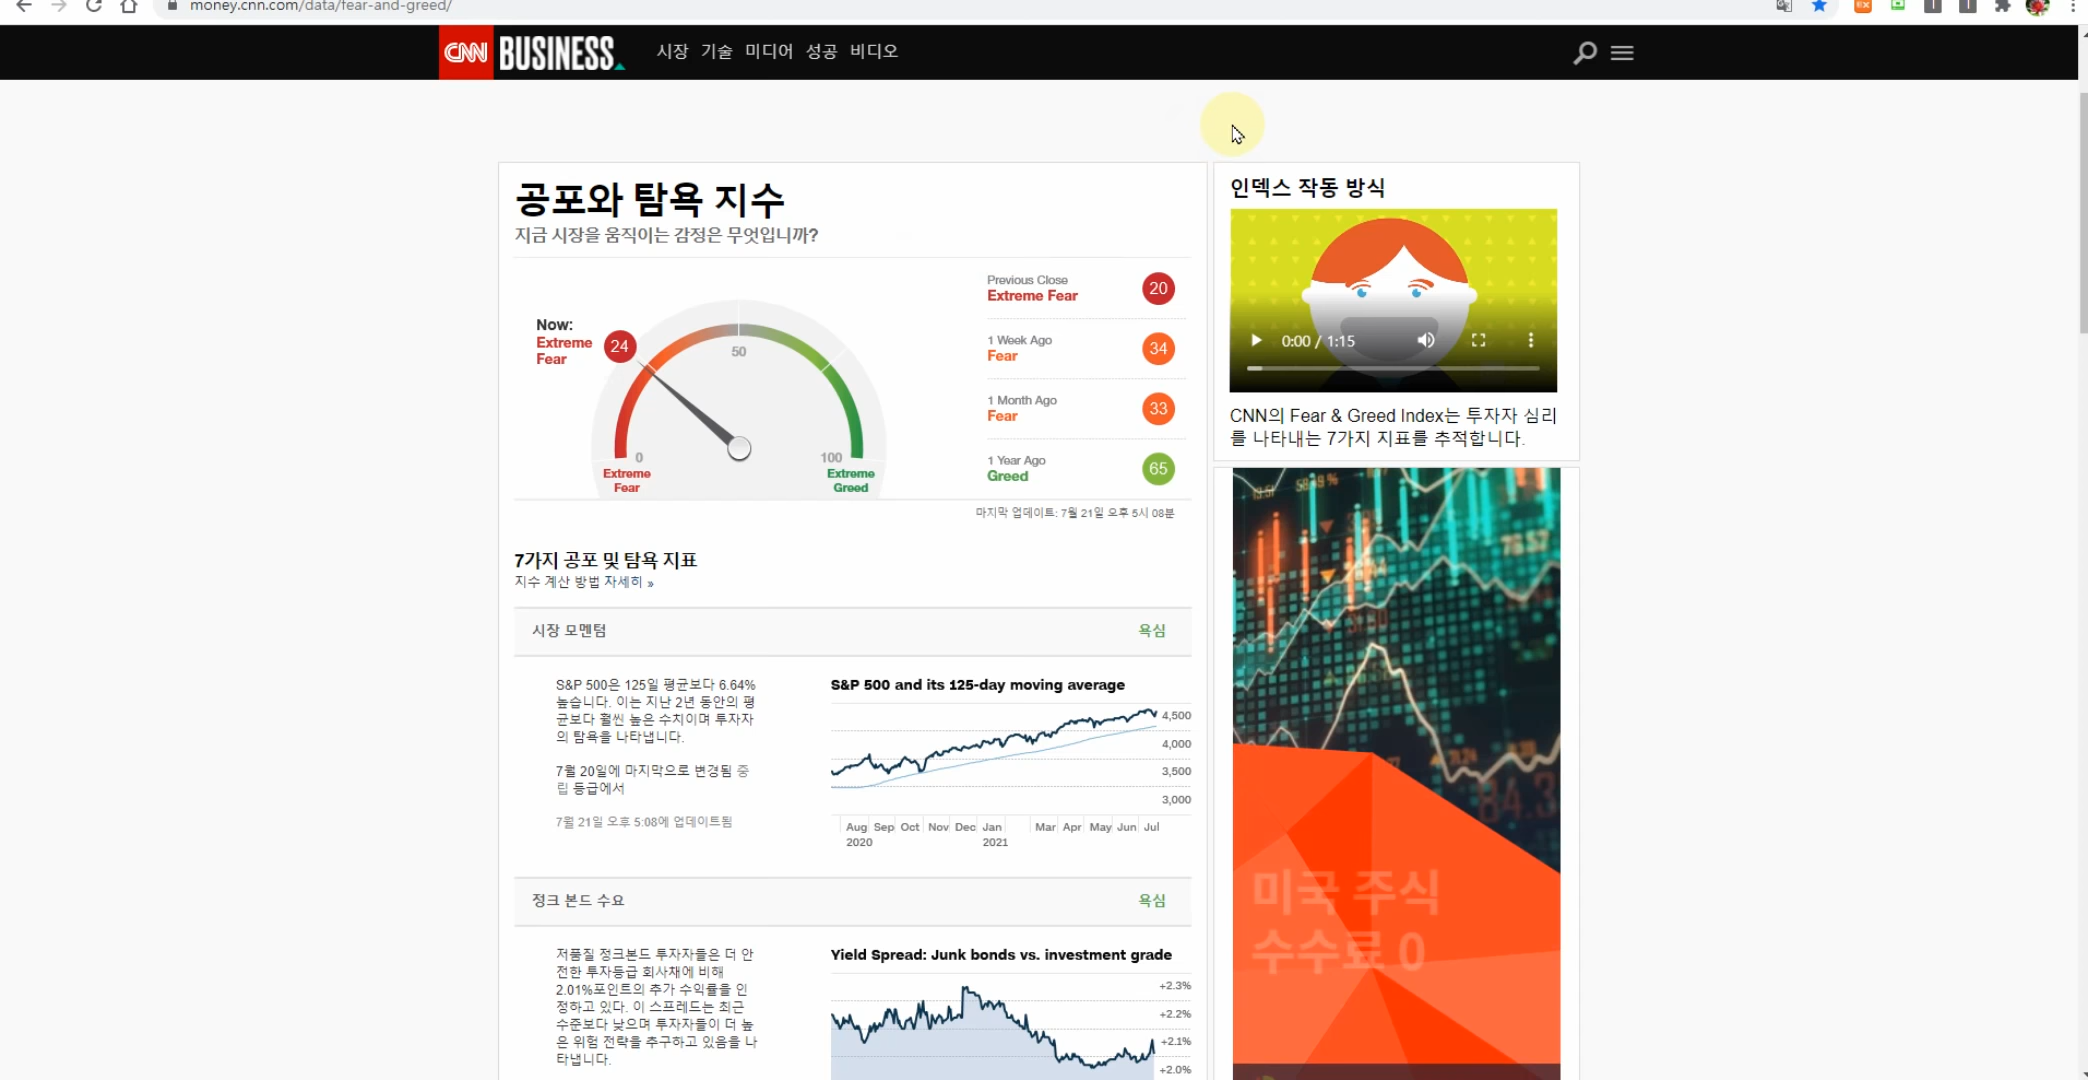 money.cnn.com/data/fear-and-greed/
CNN BUSINESS
시장 기술 미디어 성공 비디오
공포와 탐욕 지수
지금 시장을 움직이는 감정은 무엇입니까?
Now:
Extreme
Fear
24
50
0
Extreme
Fear
100
Extreme
Greed
Previous Close
Extreme Fear
20
1 Week Ago
Fear
34
1 Month Ago
Fear
33
1 Year Ago
Greed
65
마지막 업데이트: 7월 21일 오후 5시 08분
7가지 공포 및 탐욕 지표
지수 계산 방법 자세히 »
시장 모멘텀 욕심
S&P 500은 125일 평균보다 6.64%
높습니다. 이는 지난 2년 동안의 평
균보다 훨씬 높은 수치이며 투자자
의 탐욕을 나타냅니다.
7월 20일에 마지막으로 변경됨 중
립 등급에서
7월 21일 오후 5:08에 업데이트됨
S&P 500 and its 125-day moving average
4,500
4,000
3,500
3,000
Aug Sep Oct Nov Dec Jan Mar Apr May Jun Jul
2020 2021
정크 본드 수요 욕심
저품질 정크본드 투자자들은 더 안
전한 투자등급 회사채에 비해
2.01%포인트의 추가 수익률을 인
정하고 있다. 이 스프레드는 최근
수준보다 낮으며 투자자들이 더 높
은 위험 전략을 추구하고 있음을 나
타냅니다.
Yield Spread: Junk bonds vs. investment grade
+2.3%
+2.2%
+2.1%
+2.0%
인덱스 작동 방식
0:00 / 1:15
CNN의 Fear & Greed Index는 투자자 심리
를 나타내는 7가지 지표를 추적합니다.
미국 주식
수수료 0